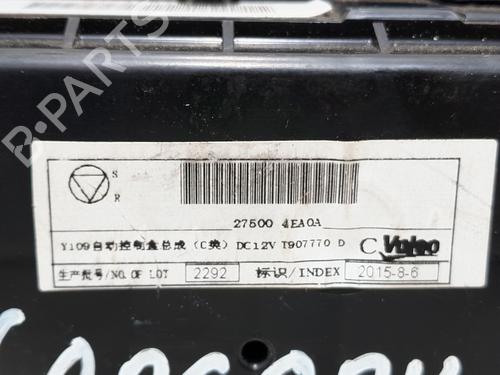 S
R
27500 4EA0A
Y109自动控制盒总成 (C类) DC12V T907770 D C Valeo
生产批号/NO. OF LOT 2292 标识/INDEX 2015-8-6
B-PARTS